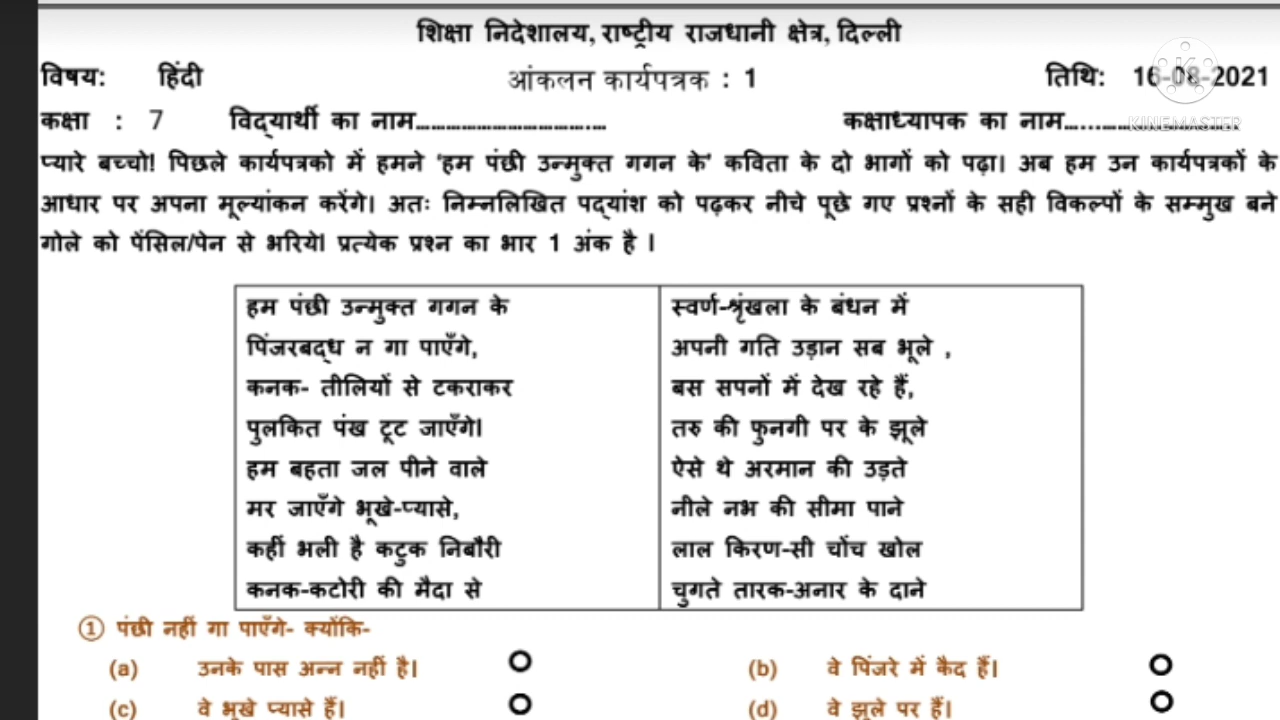 शिक्षा निदेशालय, राष्ट्रीय राजधानी क्षेत्र, दिल्ली
विषय: हिंदी आंकलन कार्यपत्रक : 1 तिथि: 16-08-2021
कक्षा : 7 विद्यार्थी का नाम................................... कक्षाध्यापक का नाम................................
KINEMASTER
प्यारे बच्चो! पिछले कार्यपत्रको में हमने 'हम पंछी उन्मुक्त गगन के' कविता के दो भागों को पढ़ा। अब हम उन कार्यपत्रकों के
आधार पर अपना मूल्यांकन करेंगे। अतः निम्नलिखित पद्यांश को पढ़कर नीचे पूछे गए प्रश्नों के सही विकल्पों के सम्मुख बने
गोले को पेंसिल/पेन से भरिये। प्रत्येक प्रश्न का भार 1 अंक है ।
हम पंछी उन्मुक्त गगन के
पिंजरबद्ध न गा पाएँगे,
कनक- तीलियों से टकराकर
पुलकित पंख टूट जाएँगे।
हम बहता जल पीने वाले
मर जाएँगे भूखे-प्यासे,
कहीं भली है कटुक निबौरी
कनक-कटोरी की मैदा से
स्वर्ण-श्रृंखला के बंधन में
अपनी गति उड़ान सब भूले ,
बस सपनों में देख रहे हैं,
तरु की फुनगी पर के झूले
ऐसे थे अरमान की उड़ते
नीले नभ की सीमा पाने
लाल किरण-सी चोंच खोल
चुगते तारक-अनार के दाने
① पंछी नहीं गा पाएँगे- क्योंकि-
(a) उनके पास अन्न नहीं है। (b) वे पिंजरे में कैद हैं।
(c) वे भूखे प्यासे हैं। (d) वे झूले पर हैं।